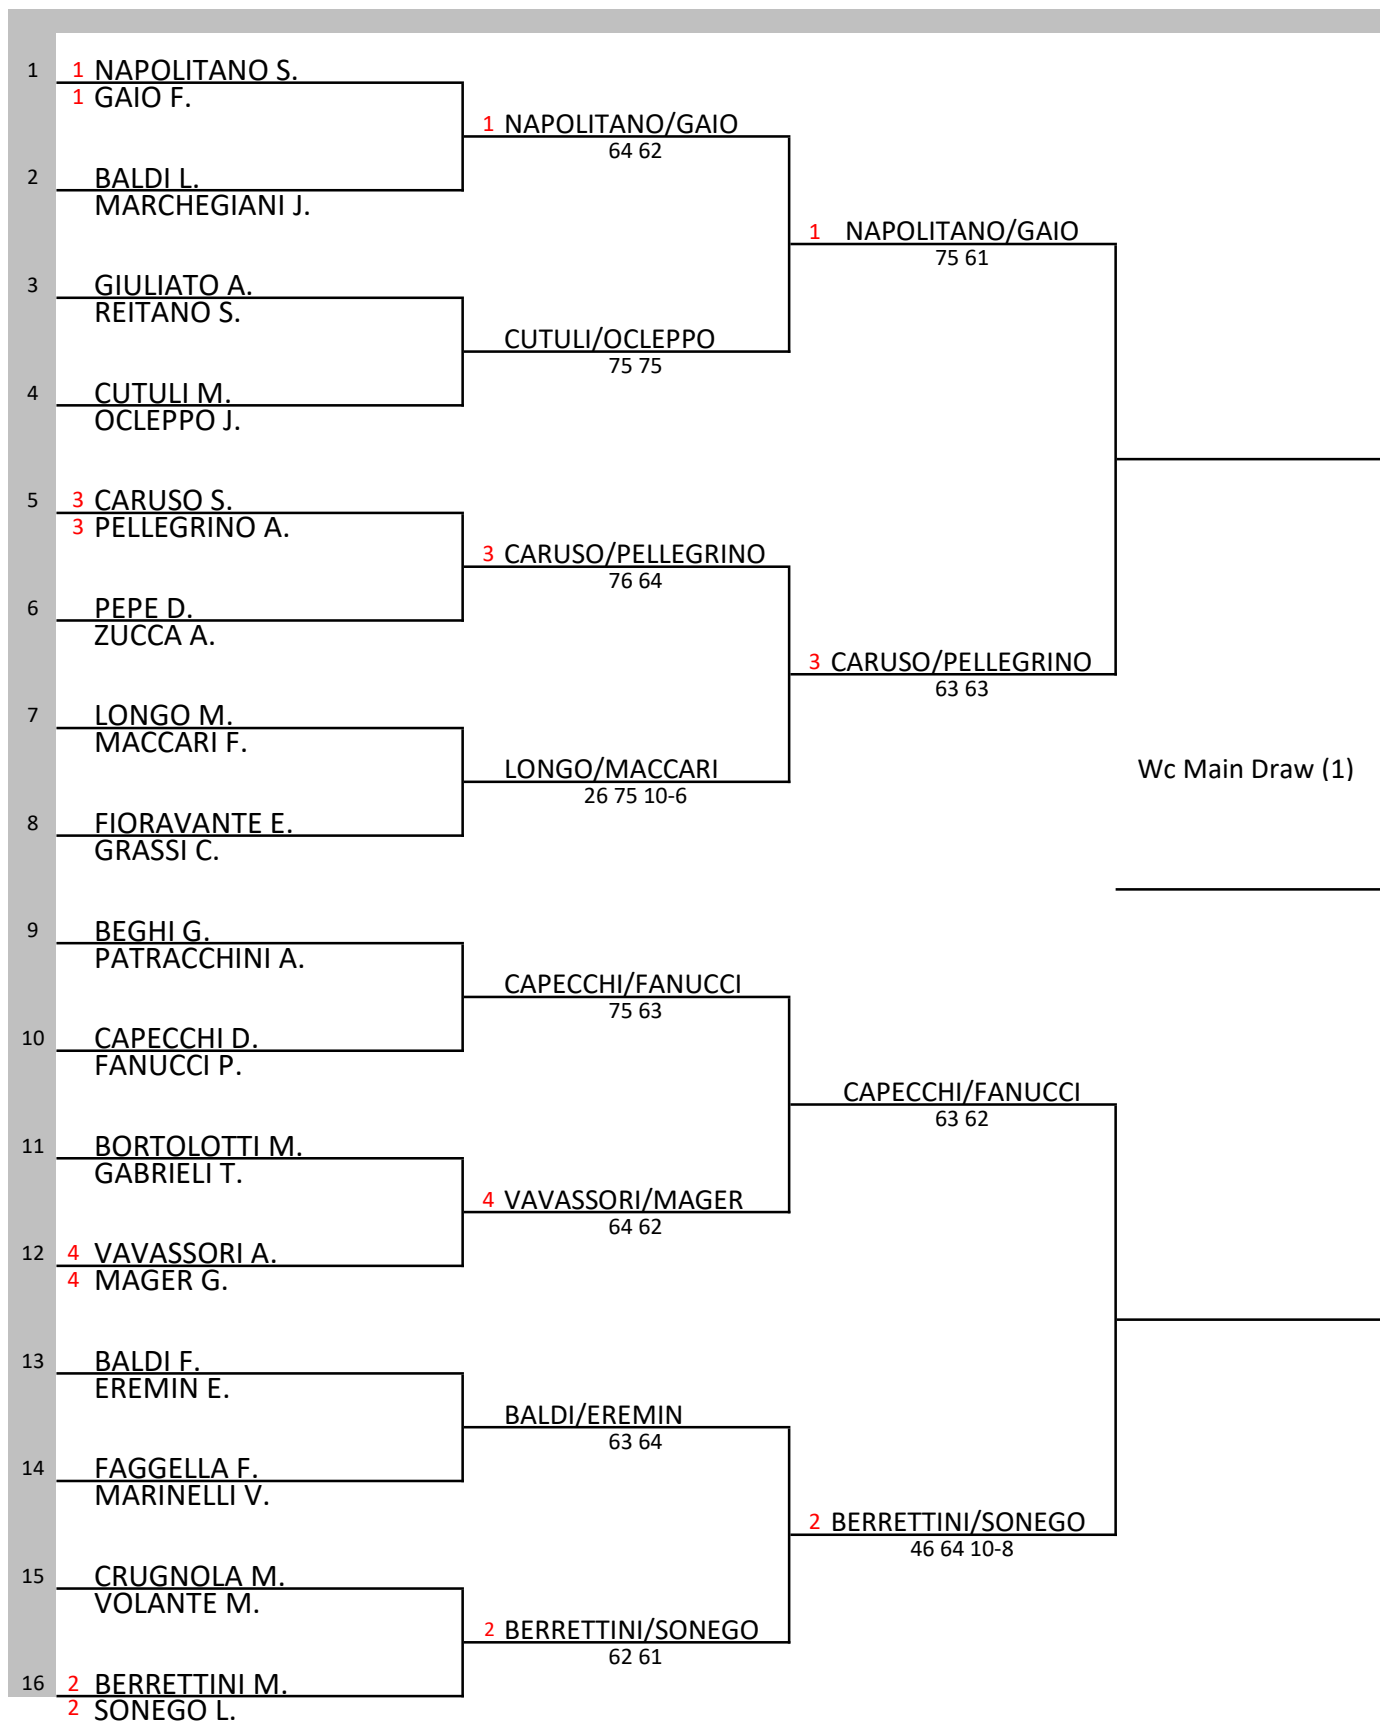 1 1 NAPOLITANO S.
1 GAIO F.
1 NAPOLITANO/GAIO
64 62
2 BALDI L.
MARCHEGIANI J.
1 NAPOLITANO/GAIO
75 61
3 GIULIATO A.
REITANO S.
CUTULI/OCLEPPO
75 75
4 CUTULI M.
OCLEPPO J.
5 3 CARUSO S.
3 PELLEGRINO A.
3 CARUSO/PELLEGRINO
76 64
6 PEPE D.
ZUCCA A.
3 CARUSO/PELLEGRINO
63 63
7 LONGO M.
MACCARI F.
LONGO/MACCARI
26 75 10-6
Wc Main Draw (1)
8 FIORAVANTE E.
GRASSI C.
9 BEGHI G.
PATRACCHINI A.
CAPECCHI/FANUCCI
75 63
10 CAPECCHI D.
FANUCCI P.
CAPECCHI/FANUCCI
63 62
11 BORTOLOTTI M.
GABRIELI T.
4 VAVASSORI/MAGER
64 62
12 4 VAVASSORI A.
4 MAGER G.
13 BALDI F.
EREMIN E.
BALDI/EREMIN
63 64
14 FAGGELLA F.
MARINELLI V.
2 BERRETTINI/SONEGO
46 64 10-8
15 CRUGNOLA M.
VOLANTE M.
2 BERRETTINI/SONEGO
62 61
16 2 BERRETTINI M.
2 SONEGO L.